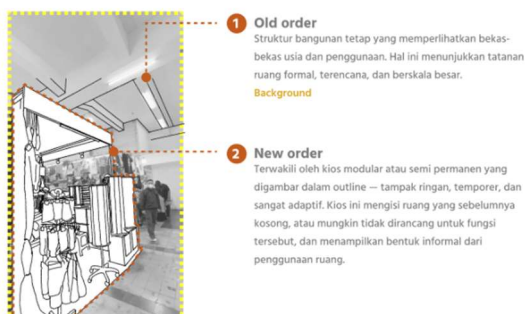 1 Old order
Struktur bangunan tetap yang memperlihatkan bekas-
bekas usia dan penggunaan. Hal ini menunjukkan tatanan
ruang formal, terencana, dan berskala besar.
Background
2 New order
Terwakili oleh kios modular atau semi permanen yang
digambar dalam outline — tampak ringan, temporer, dan
sangat adaptif. Kios ini mengisi ruang yang sebelumnya
kosong, atau mungkin tidak dirancang untuk fungsi
tersebut, dan menampilkan bentuk informal dari
penggunaan ruang.